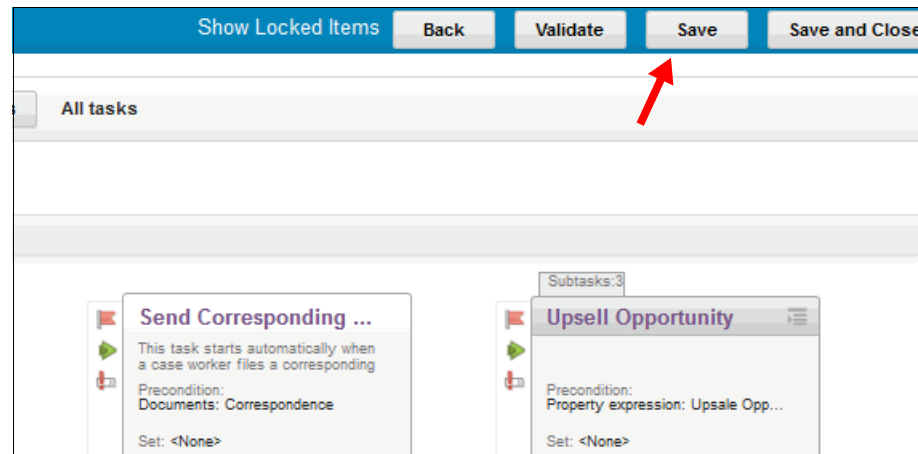 Show Locked Items Back Validate Save Save and Close
All tasks
Subtasks:3
Send Corresponding ...
This task starts automatically when
a case worker files a corresponding
Precondition:
Documents: Correspondence
Set: <None>
Upsell Opportunity
Precondition:
Property expression: Upsale Opp...
Set: <None>